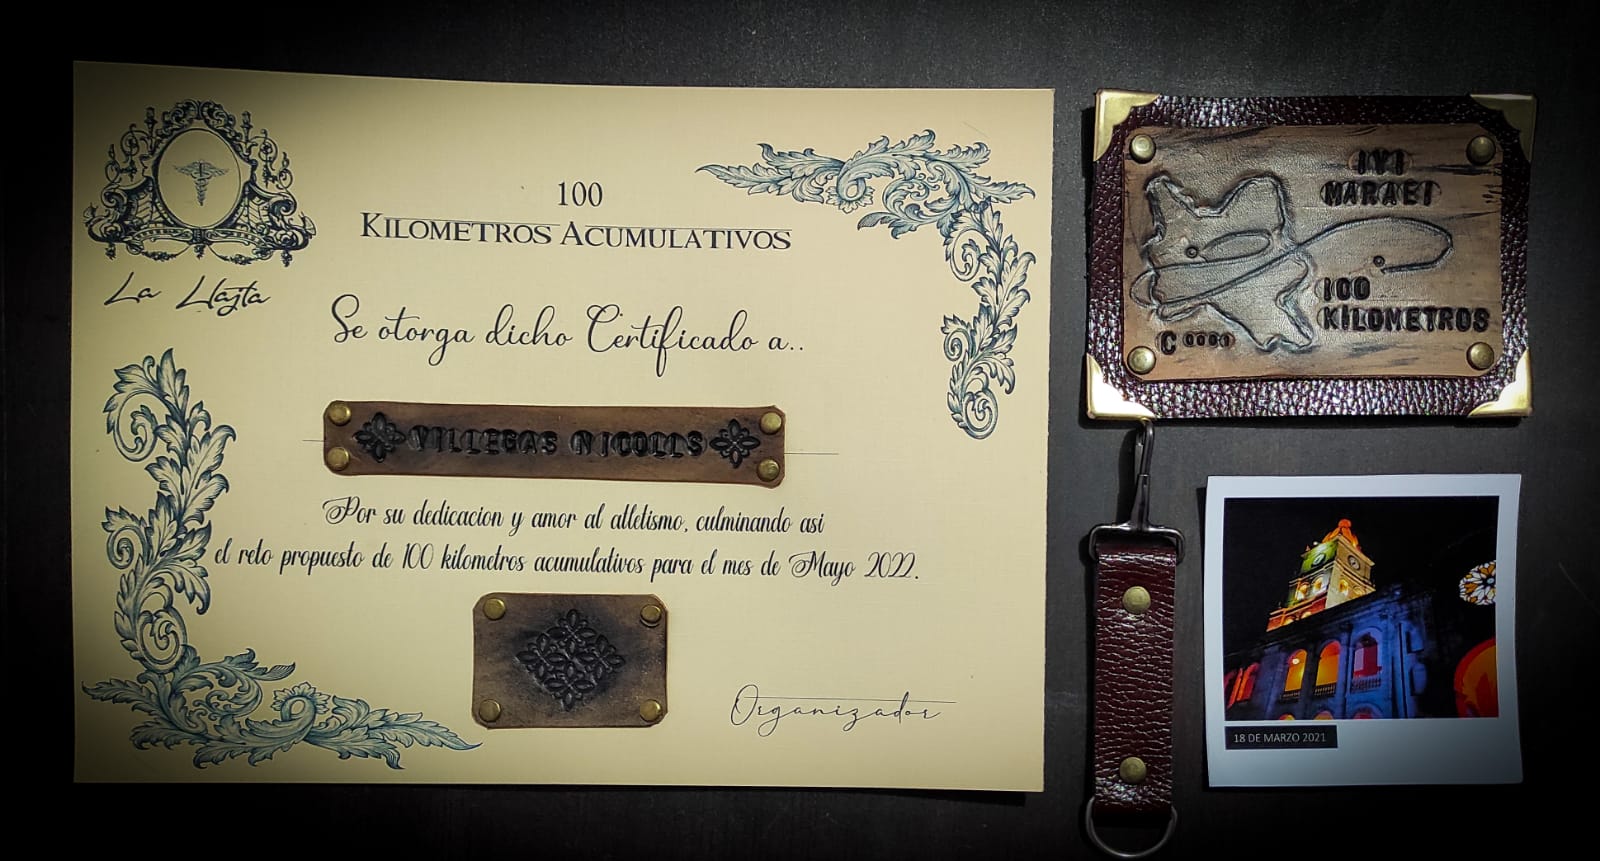 La Llajta
100
KILOMETROS ACUMULATIVOS
Se otorga dicho Certificado a..
VILLEGAS NICOLLS
Por su dedicacion y amor al atletismo, culminando asi
el reto propuesto de 100 kilometros acumulativos para el mes de Mayo 2022.
Organizador
IVI
MARAEI
100
KILOMETROS
C 0001
18 DE MARZO 2021